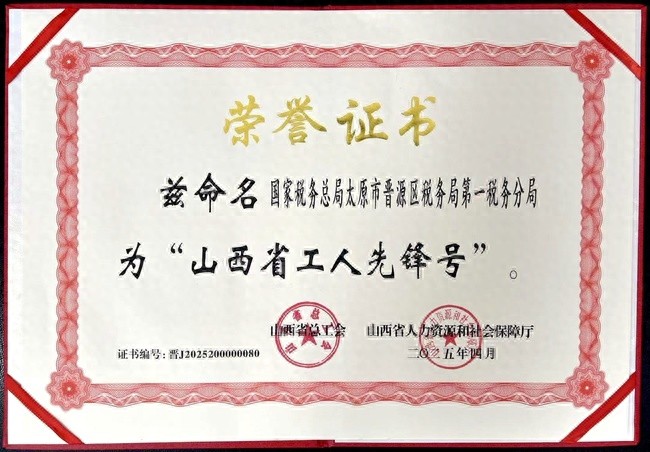 荣誉证书
兹命名国家税务总局太原市晋源区税务局第一税务分局
为“山西省工人先锋号”。
山西省总工会 山西省人力资源和社会保障厅
证书编号：晋J2025200000080 二〇二五年四月